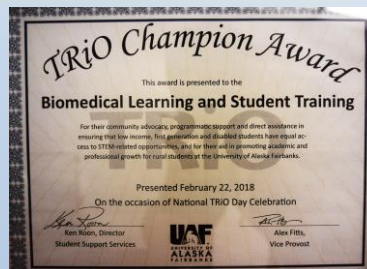 TRiO Champion Award
This award is presented to the
Biomedical Learning and Student Training
For their community advocacy, programmatic support and direct assistance in
ensuring that low income, first generation and disabled students have equal ac-
cess to STEM-related opportunities, and for their aid in promoting academic and
professional growth for rural students at the University of Alaska Fairbanks.
TRiO
Presented February 22, 2018
On the occasion of National TRiO Day Celebration
Ken Roon, Director
Student Support Services
UAF
UNIVERSITY OF
ALASKA
FAIRBANKS
Alex Fitts,
Vice Provost